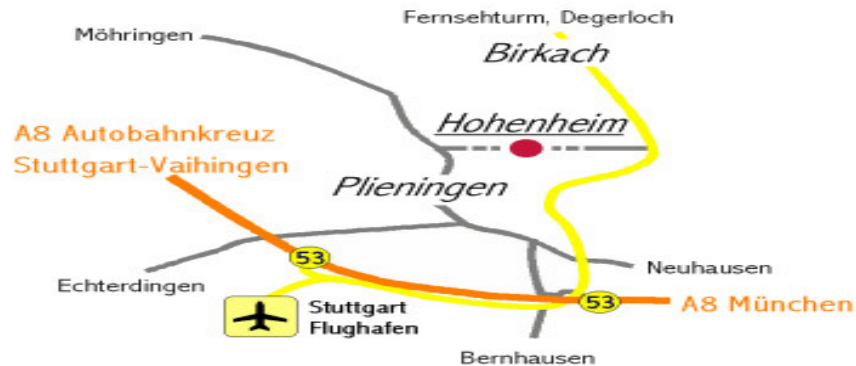 Fernsehturm, Degerloch
Möhringen
Birkach
Hohenheim
A8 Autobahnkreuz
Stuttgart-Vaihingen
Plieningen
53
Echterdingen
Neuhausen
Stuttgart
Flughafen
53
A8 München
Bernhausen